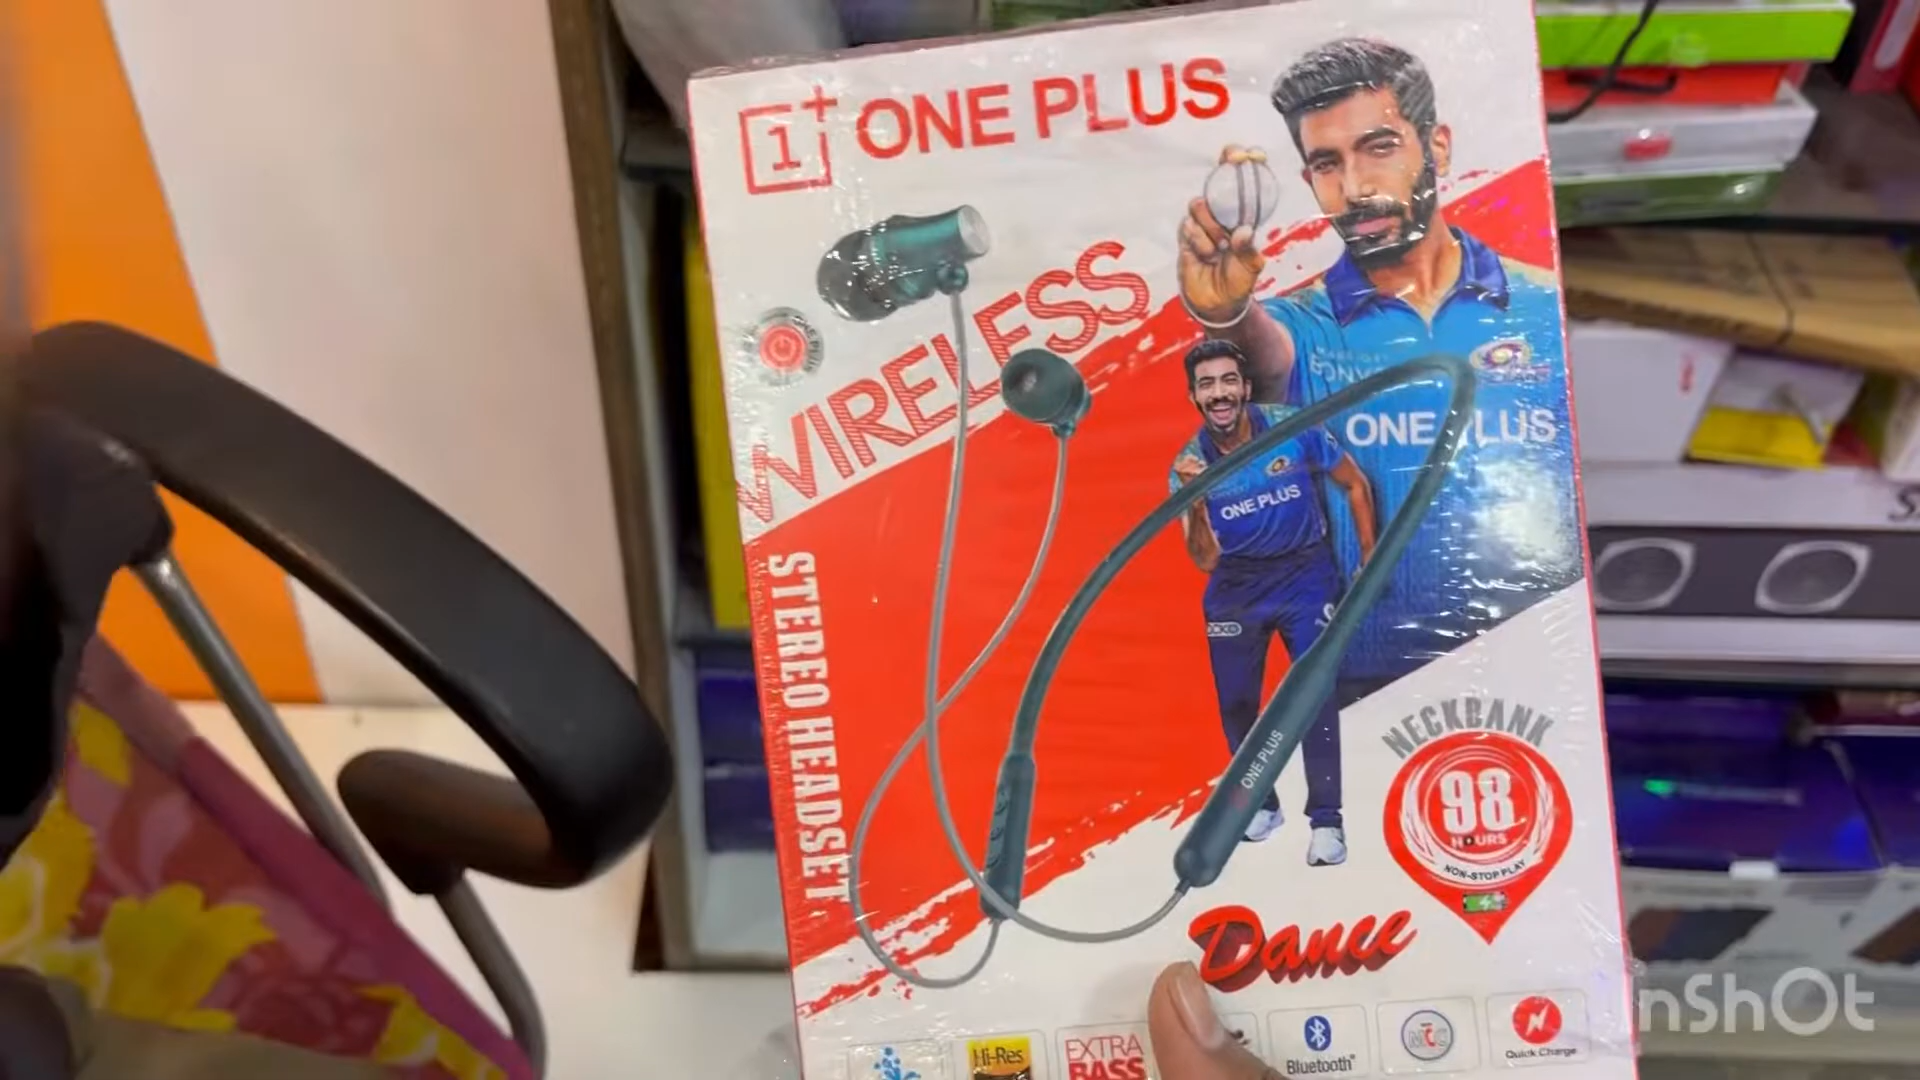 1+ ONE PLUS
WIRELESS
ONE PLUS
ONE PLUS
STEREO HEADSET
ONE PLUS
NECKBANK
98
HOURS
NON-STOP PLAY
Dance
Hi-Res
EXTRA
BASS
Bluetooth
Quick Charge
nShOt